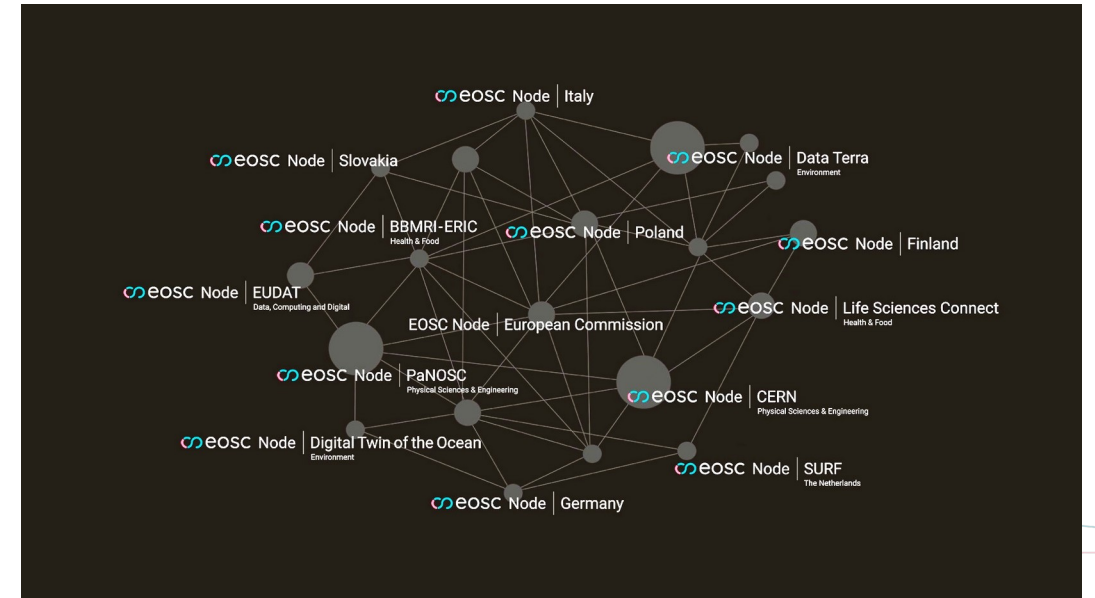 eosc Node | Italy
eosc Node | Slovakia
eosc Node | Data Terra
Environment
eosc Node | BBMRI-ERIC
Health & Food
eosc Node | Poland
eosc Node | Finland
eosc Node | EUDAT
Data, Computing and Digital
eosc Node | Life Sciences Connect
Health & Food
EOSC Node | European Commission
eosc Node | PaNOSC
Physical Sciences & Engineering
eosc Node | CERN
Physical Sciences & Engineering
eosc Node | Digital Twin of the Ocean
Environment
eosc Node | SURF
The Netherlands
eosc Node | Germany